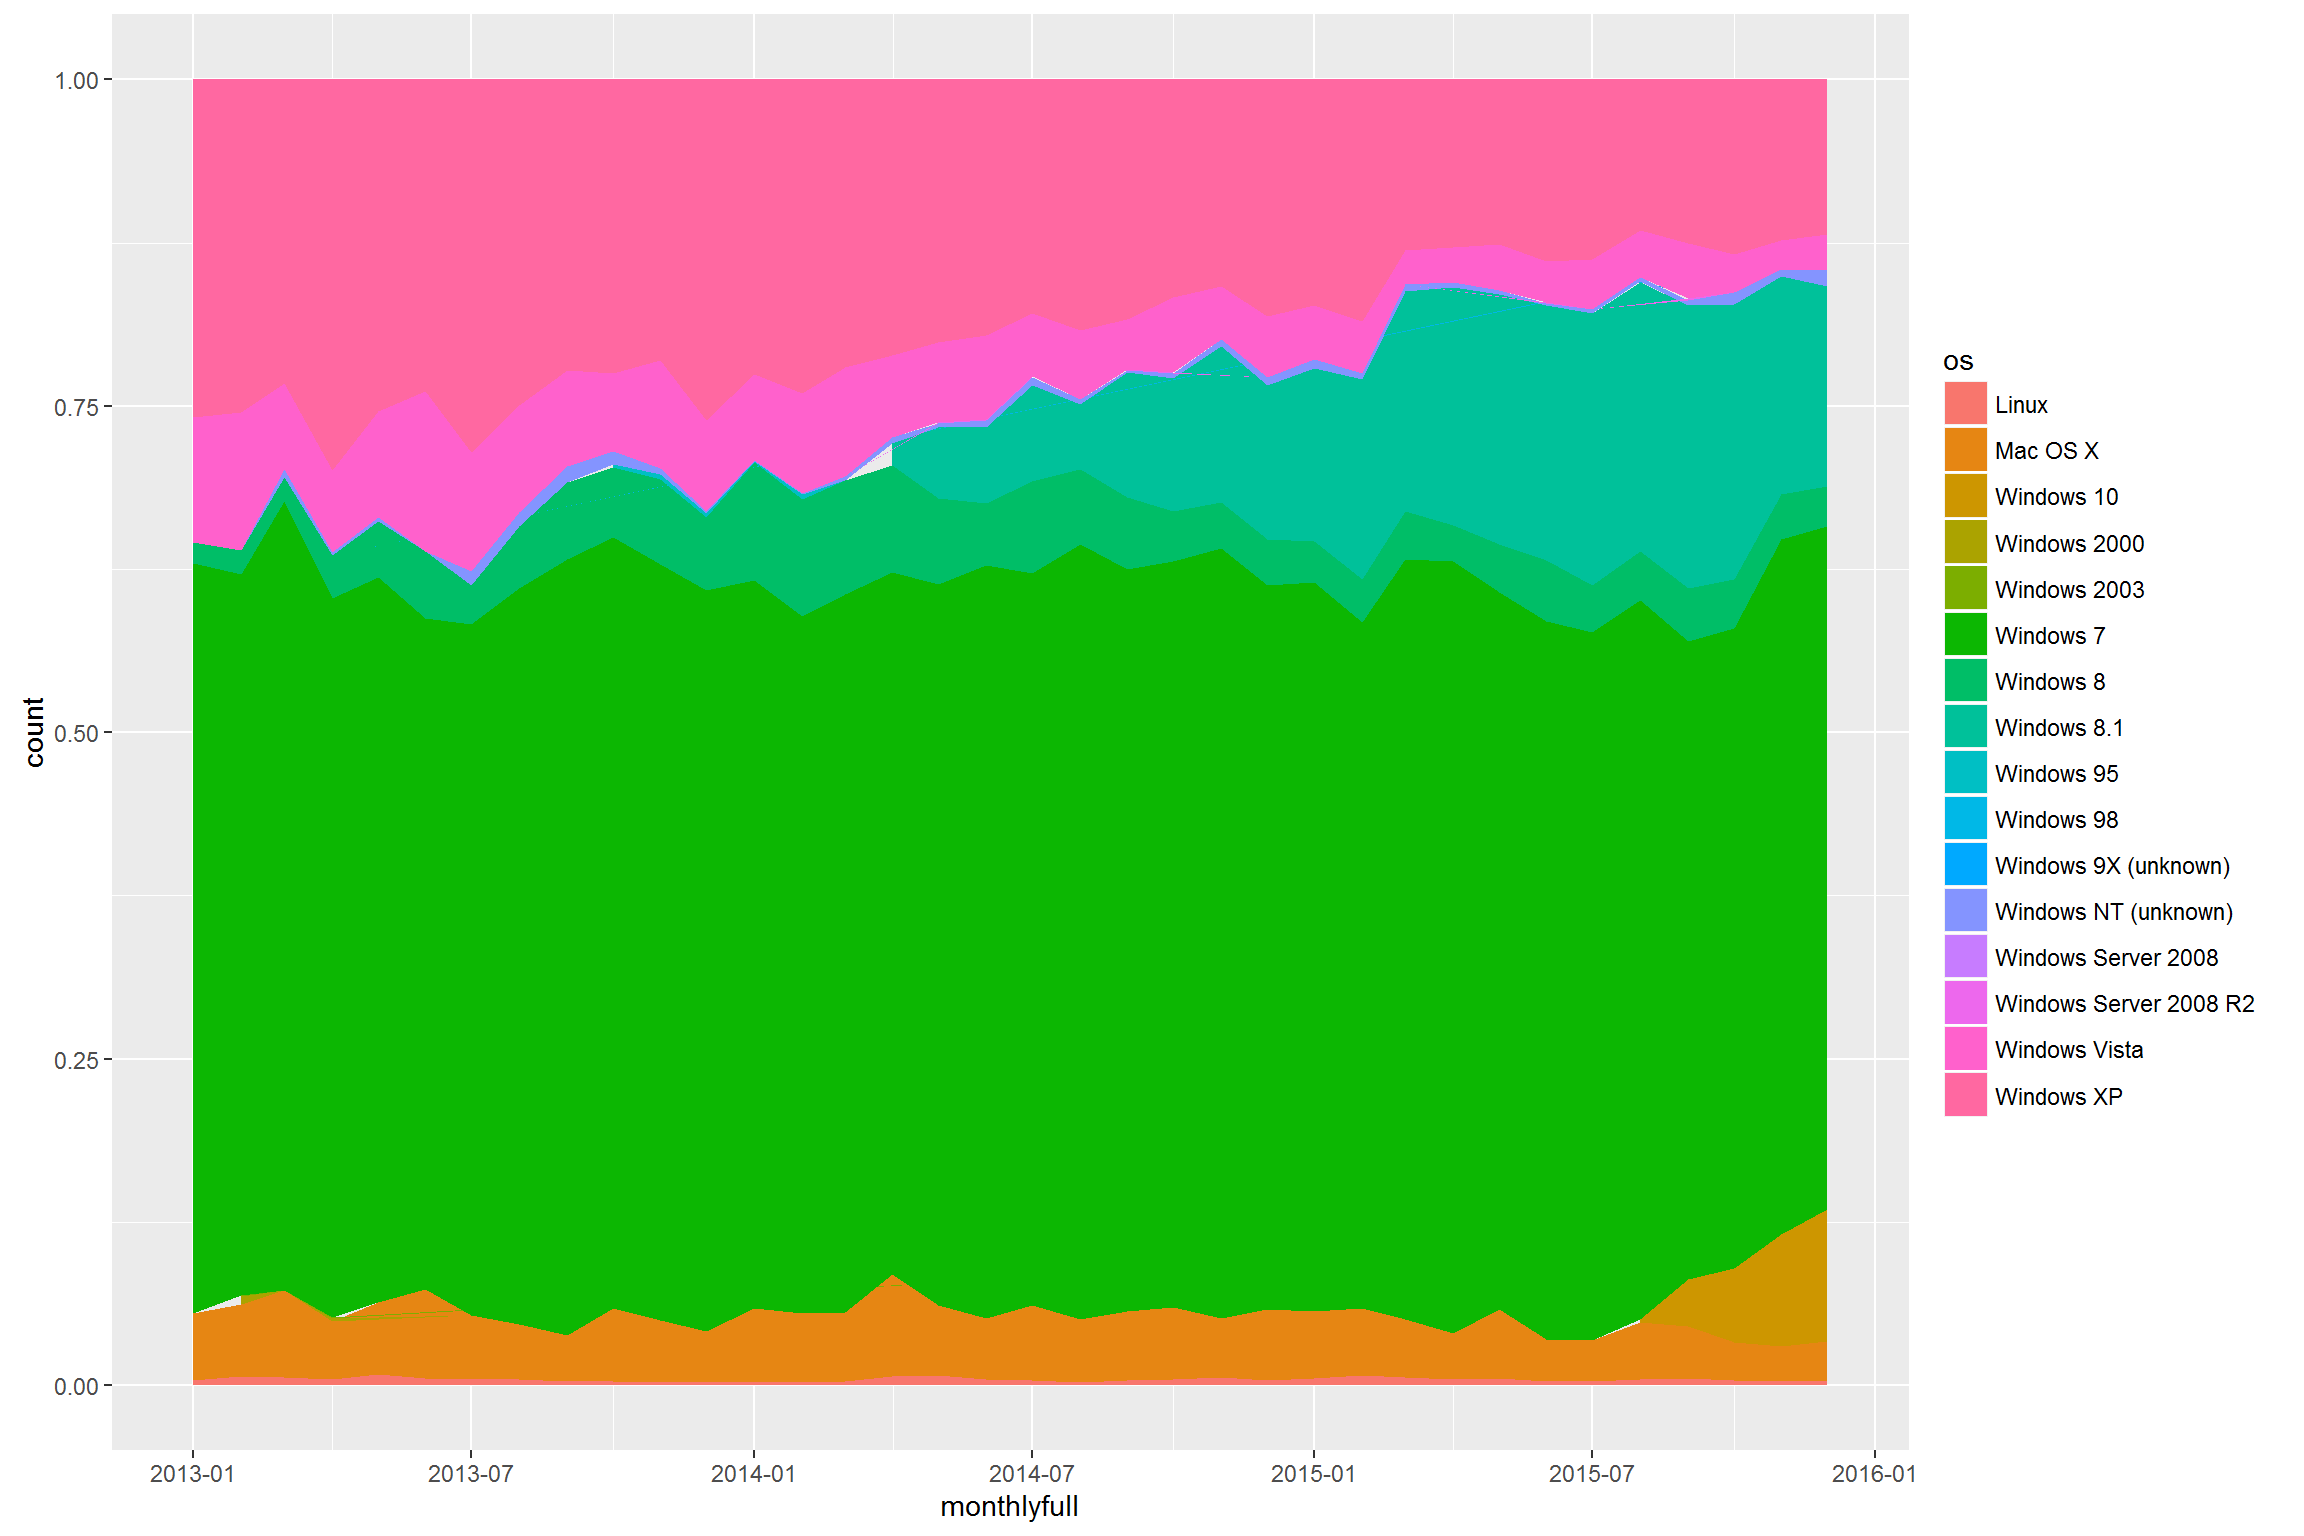 1.00
0.75
0.50
0.25
0.00
count
2013-01 2013-07 2014-01 2014-07 2015-01 2015-07 2016-01
monthlyfull
os
Linux
Mac OS X
Windows 10
Windows 2000
Windows 2003
Windows 7
Windows 8
Windows 8.1
Windows 95
Windows 98
Windows 9X (unknown)
Windows NT (unknown)
Windows Server 2008
Windows Server 2008 R2
Windows Vista
Windows XP